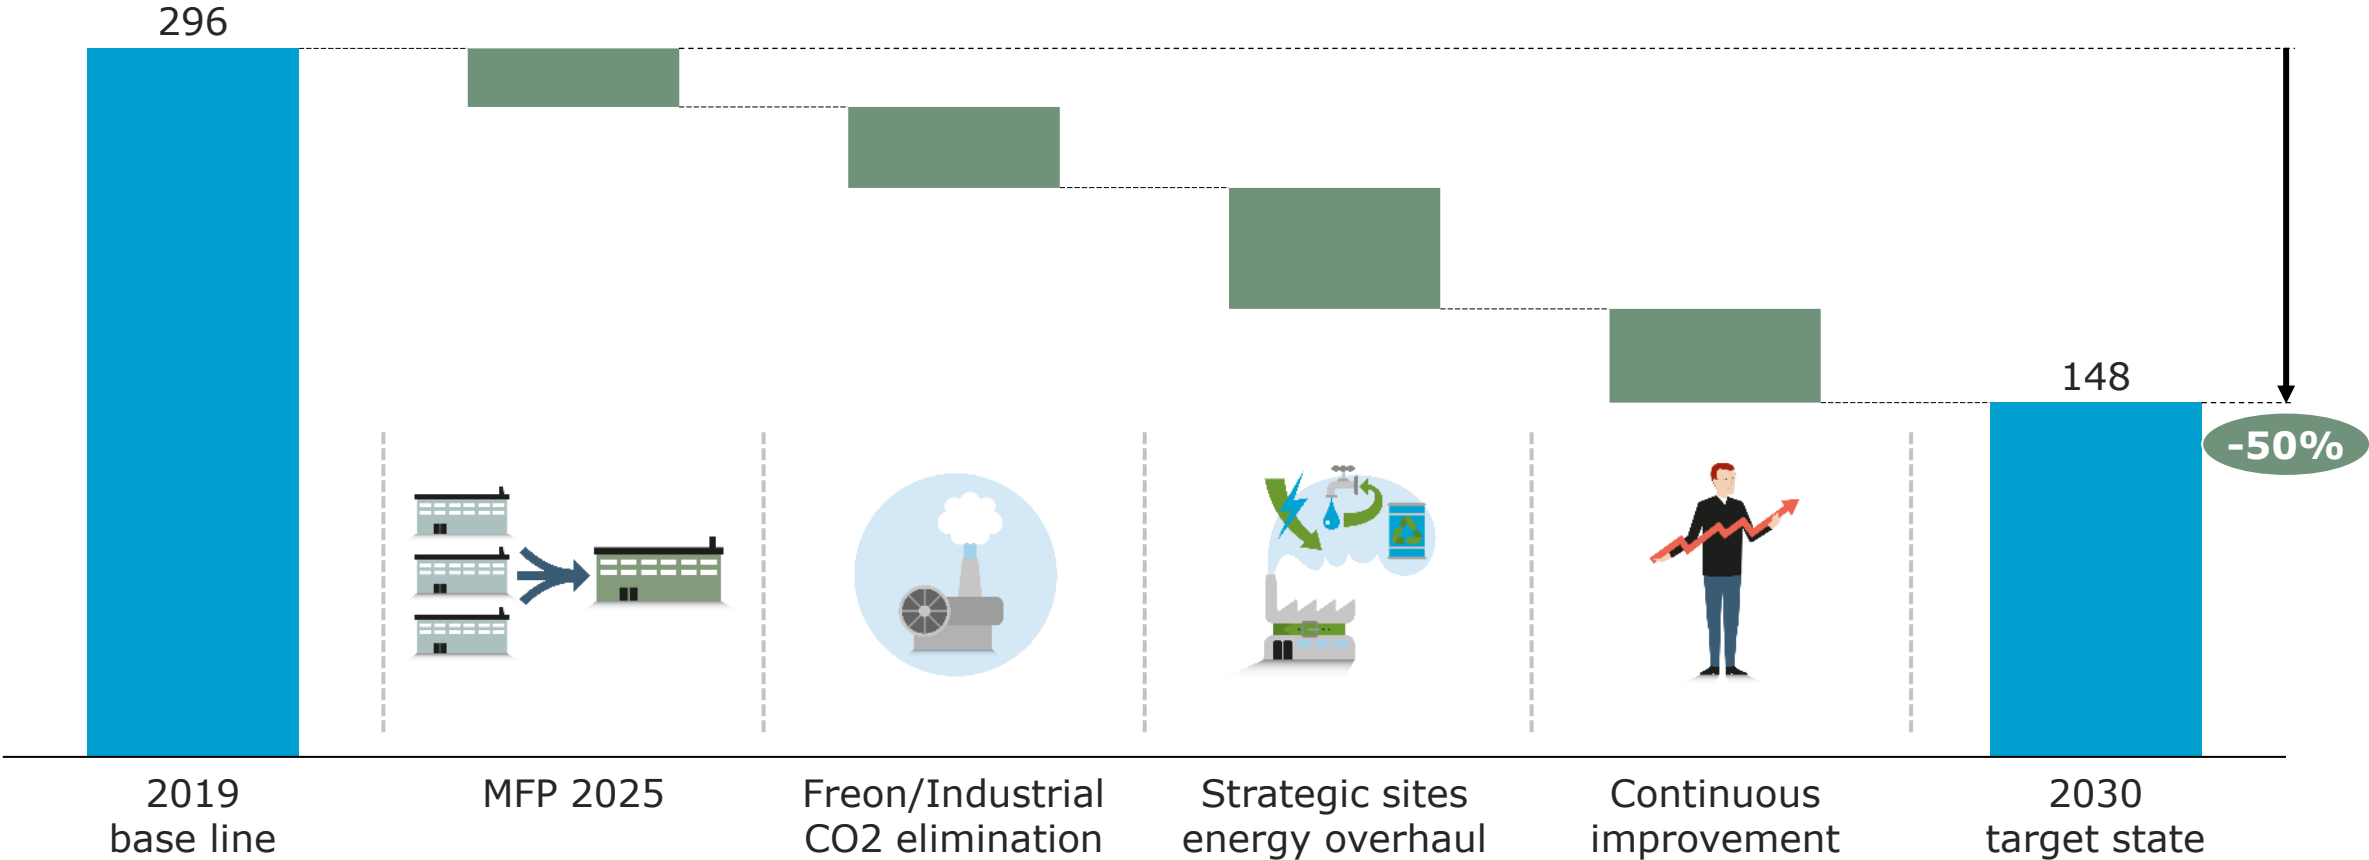 296
148
-50%
2019
base line
MFP 2025
Freon/Industrial
CO2 elimination
Strategic sites
energy overhaul
Continuous
improvement
2030
target state